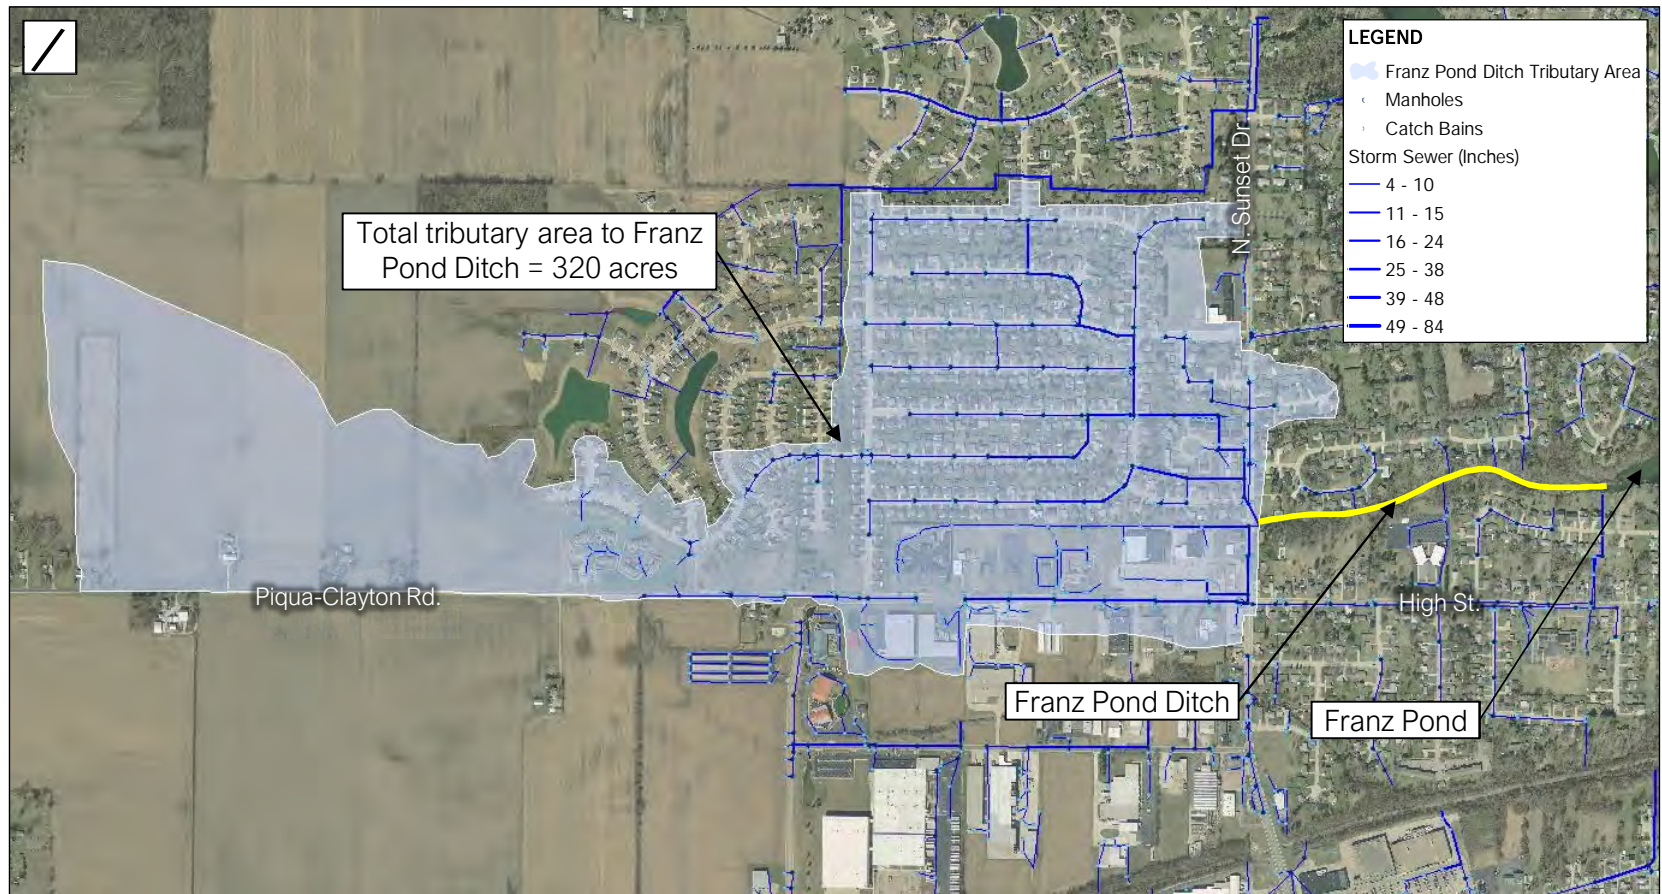 LEGEND
Franz Pond Ditch Tributary Area
Manholes
Catch Bains
Storm Sewer (Inches)
4 - 10
11 - 15
16 - 24
25 - 38
39 - 48
49 - 84
N. Sunset Dr
Total tributary area to Franz
Pond Ditch = 320 acres
Piqua-Clayton Rd.
High St.
Franz Pond Ditch
Franz Pond